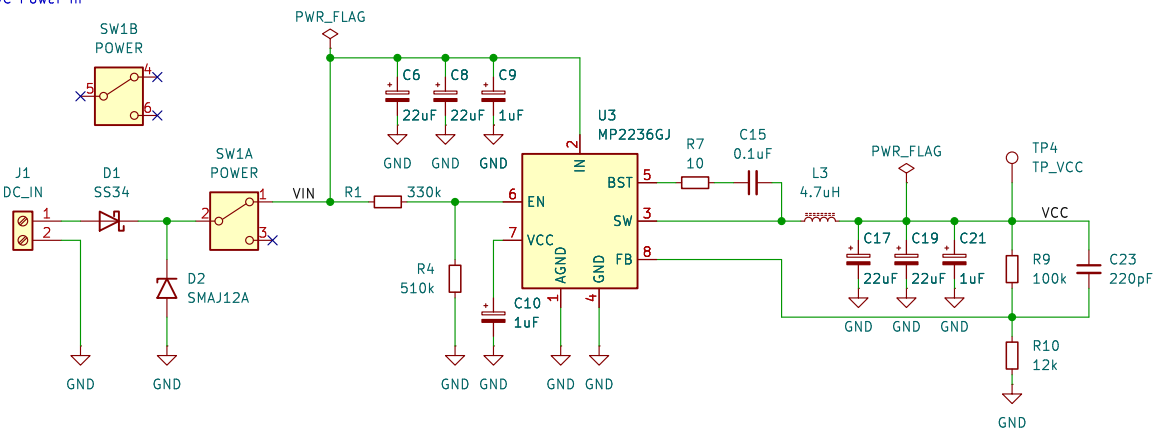 PWR_FLAG
SW1B
POWER
4
5
6
C6
22uF
GND
C8
22uF
GND
C9
1uF
GND
U3
MP2236GJ
2
IN
BST
5
EN
6
SW
3
VCC
7
FB
8
AGND
1
GND
4
R7
10
C15
0.1uF
PWR_FLAG
TP4
TP_VCC
J1
DC_IN
1
2
D1
SS34
SW1A
POWER
1
2
3
VIN
R1
330k
L3
4.7uH
VCC
D2
SMAJ12A
R4
510k
C10
1uF
C17
22uF
GND
C19
22uF
GND
C21
1uF
GND
R9
100k
C23
220pF
R10
12k
GND
GND
GND
GND
GND
GND
GND